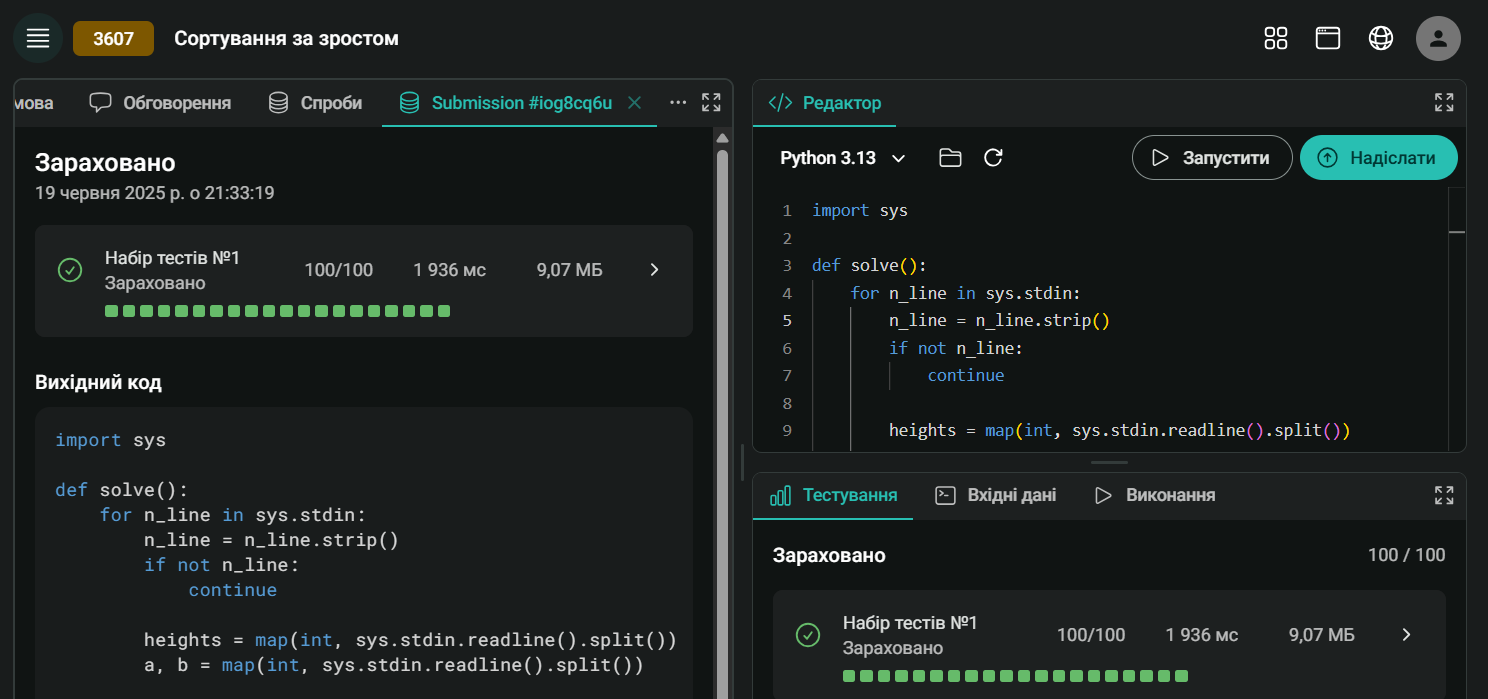 3607 Сортування за зростом
мова Обговорення Спроби Submission #iog8cq6u
Зараховано
19 червня 2025 р. о 21:33:19
Набір тестів №1 100/100 1 936 мс 9,07 МБ
Зараховано
Вихідний код
import sys
def solve():
for n_line in sys.stdin:
n_line = n_line.strip()
if not n_line:
continue
heights = map(int, sys.stdin.readline().split())
a, b = map(int, sys.stdin.readline().split())
Редактор
Python 3.13 Запустити Надіслати
1 import sys
2
3 def solve():
4 for n_line in sys.stdin:
5 n_line = n_line.strip()
6 if not n_line:
7 continue
8
9 heights = map(int, sys.stdin.readline().split())
Тестування Вхідні дані Виконання
Зараховано 100 / 100
Набір тестів №1 100/100 1 936 мс 9,07 МБ
Зараховано